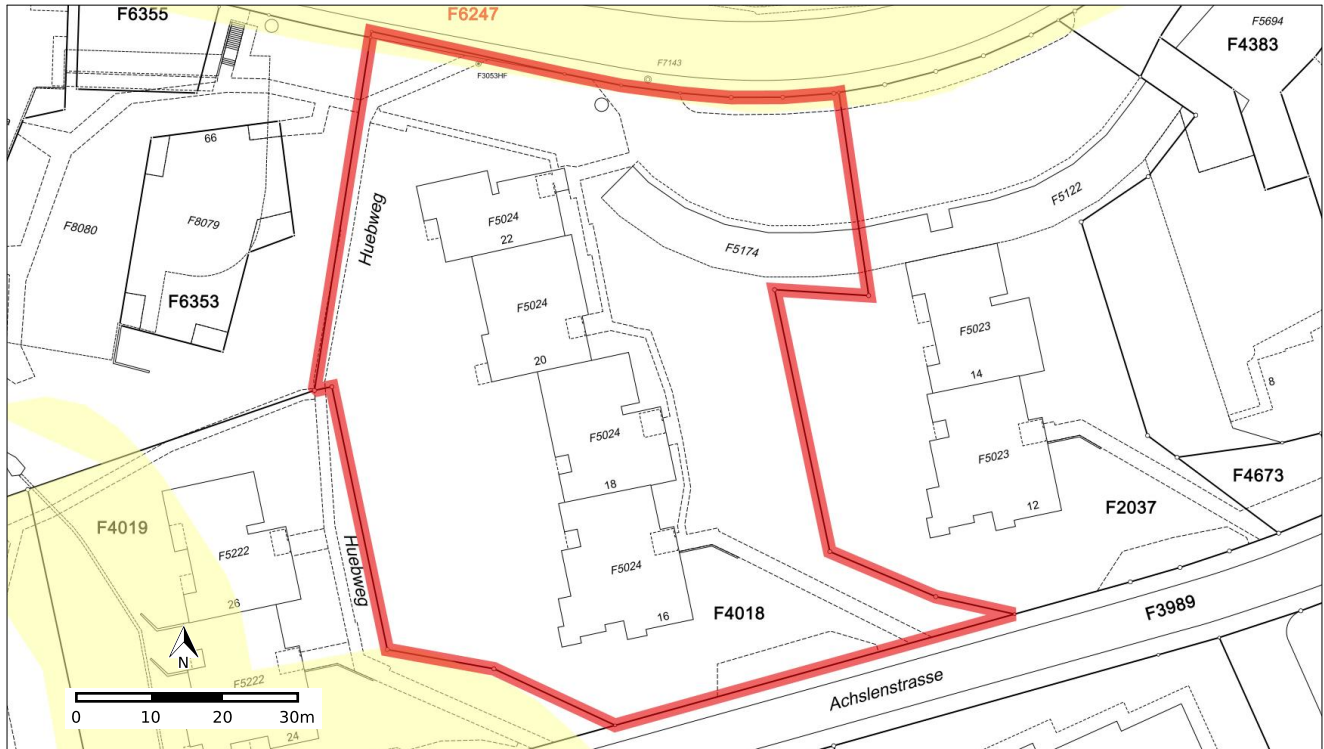 F6355
F6247
F5694
F4383
F7143
F3053HF
66
F8079
F8080
Huebweg
F5024
22
F5174
F5122
F6353
F5024
20
F5023
14
8
F5024
18
F5023
12
F4673
F2037
F4019
F5222
26
Huebweg
F5024
16
F4018
F3989
N
F5222
24
Achslenstrasse
0 10 20 30m